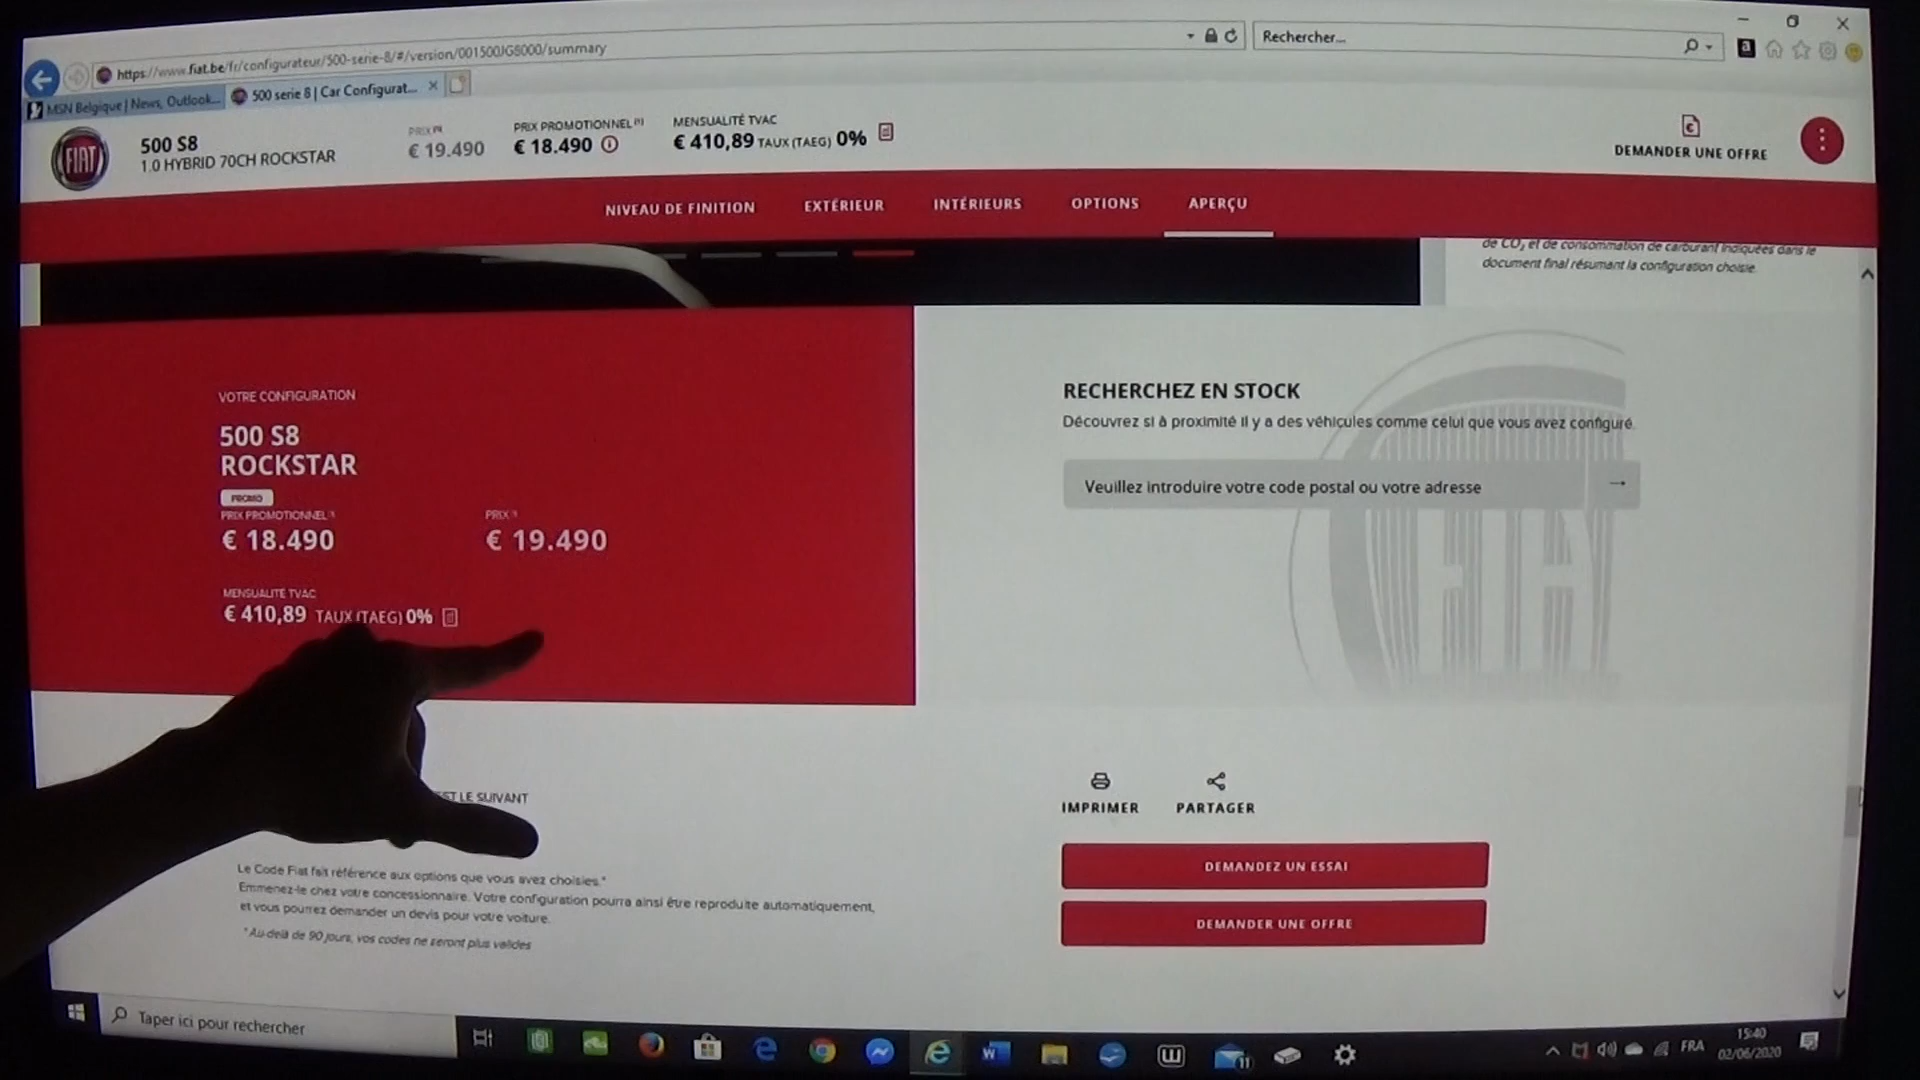 https://www.fiat.be/fr/configurateur/500-serie-8/#/version/001500JG8000/summary
Rechercher...
MSN Belgique | News, Outlook...
500 serie 8 | Car Configurat...
FIAT
500 S8
1.0 HYBRID 70CH ROCKSTAR
PRIX
€ 19.490
PRIX PROMOTIONNEL (1)
€ 18.490
MENSUALITÉ TVAC
€ 410,89 TAUX (TAEG) 0%
DEMANDER UNE OFFRE
NIVEAU DE FINITION
EXTÉRIEUR
INTÉRIEURS
OPTIONS
APERÇU
de CO₂ et de consommation de carburant indiquées dans le
document final résumant la configuration choisie.
VOTRE CONFIGURATION
500 S8
ROCKSTAR
PROMO
PRIX PROMOTIONNEL
€ 18.490
PRIX
€ 19.490
MENSUALITÉ TVAC
€ 410,89 TAUX (TAEG) 0%
RECHERCHEZ EN STOCK
Découvrez si à proximité il y a des véhicules comme celui que vous avez configuré.
Veuillez introduire votre code postal ou votre adresse →
EST LE SUIVANT
Le Code Fiat fait référence aux options que vous avez choisies.*
Emmenez-le chez votre concessionnaire. Votre configuration pourra ainsi être reproduite automatiquement,
et vous pourrez demander un devis pour votre voiture.
* Au-delà de 90 jours, vos codes ne seront plus valides
IMPRIMER
PARTAGER
DEMANDEZ UN ESSAI
DEMANDER UNE OFFRE
Taper ici pour rechercher
11
FRA
15:40
02/06/2020